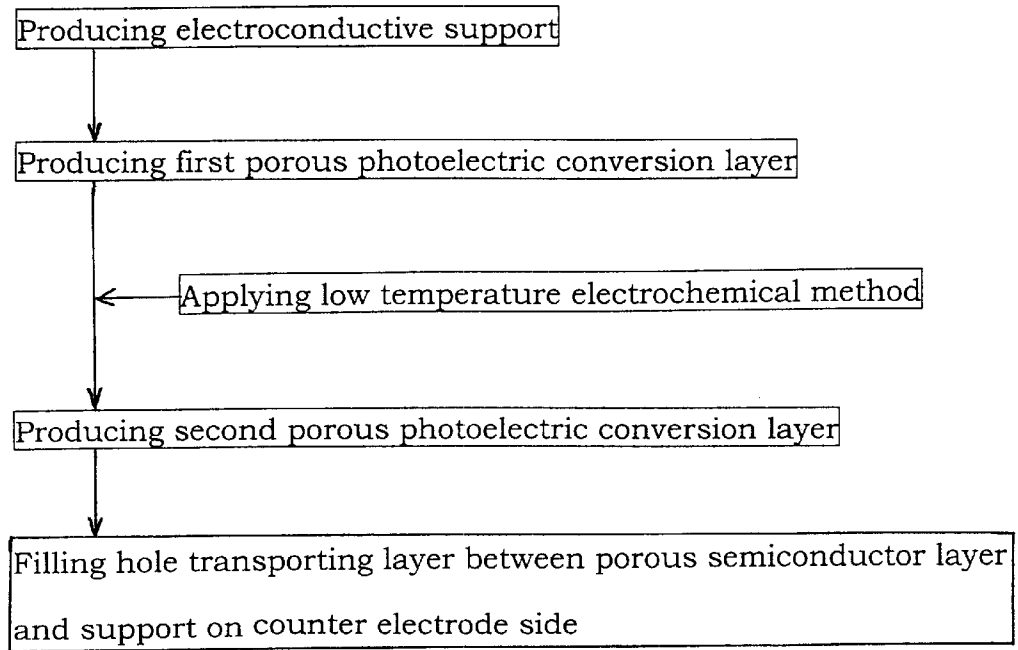 Producing electroconductive support
Producing first porous photoelectric conversion layer
Applying low temperature electrochemical method
Producing second porous photoelectric conversion layer
Filling hole transporting layer between porous semiconductor layer
and support on counter electrode side